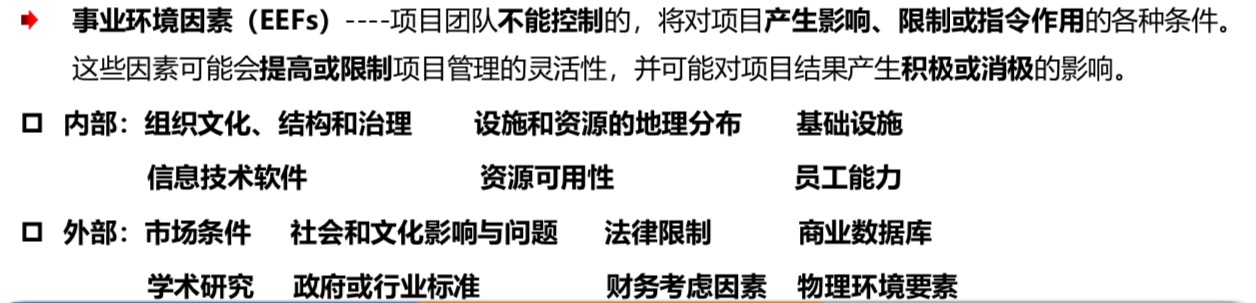 事业环境因素（EEFs）----项目团队不能控制的，将对项目产生影响、限制或指令作用的各种条件。
这些因素可能会提高或限制项目管理的灵活性，并可能对项目结果产生积极或消极的影响。
内部：组织文化、结构和治理 设施和资源的地理分布 基础设施
信息技术软件 资源可用性 员工能力
外部：市场条件 社会和文化影响与问题 法律限制 商业数据库
学术研究 政府或行业标准 财务考虑因素 物理环境要素